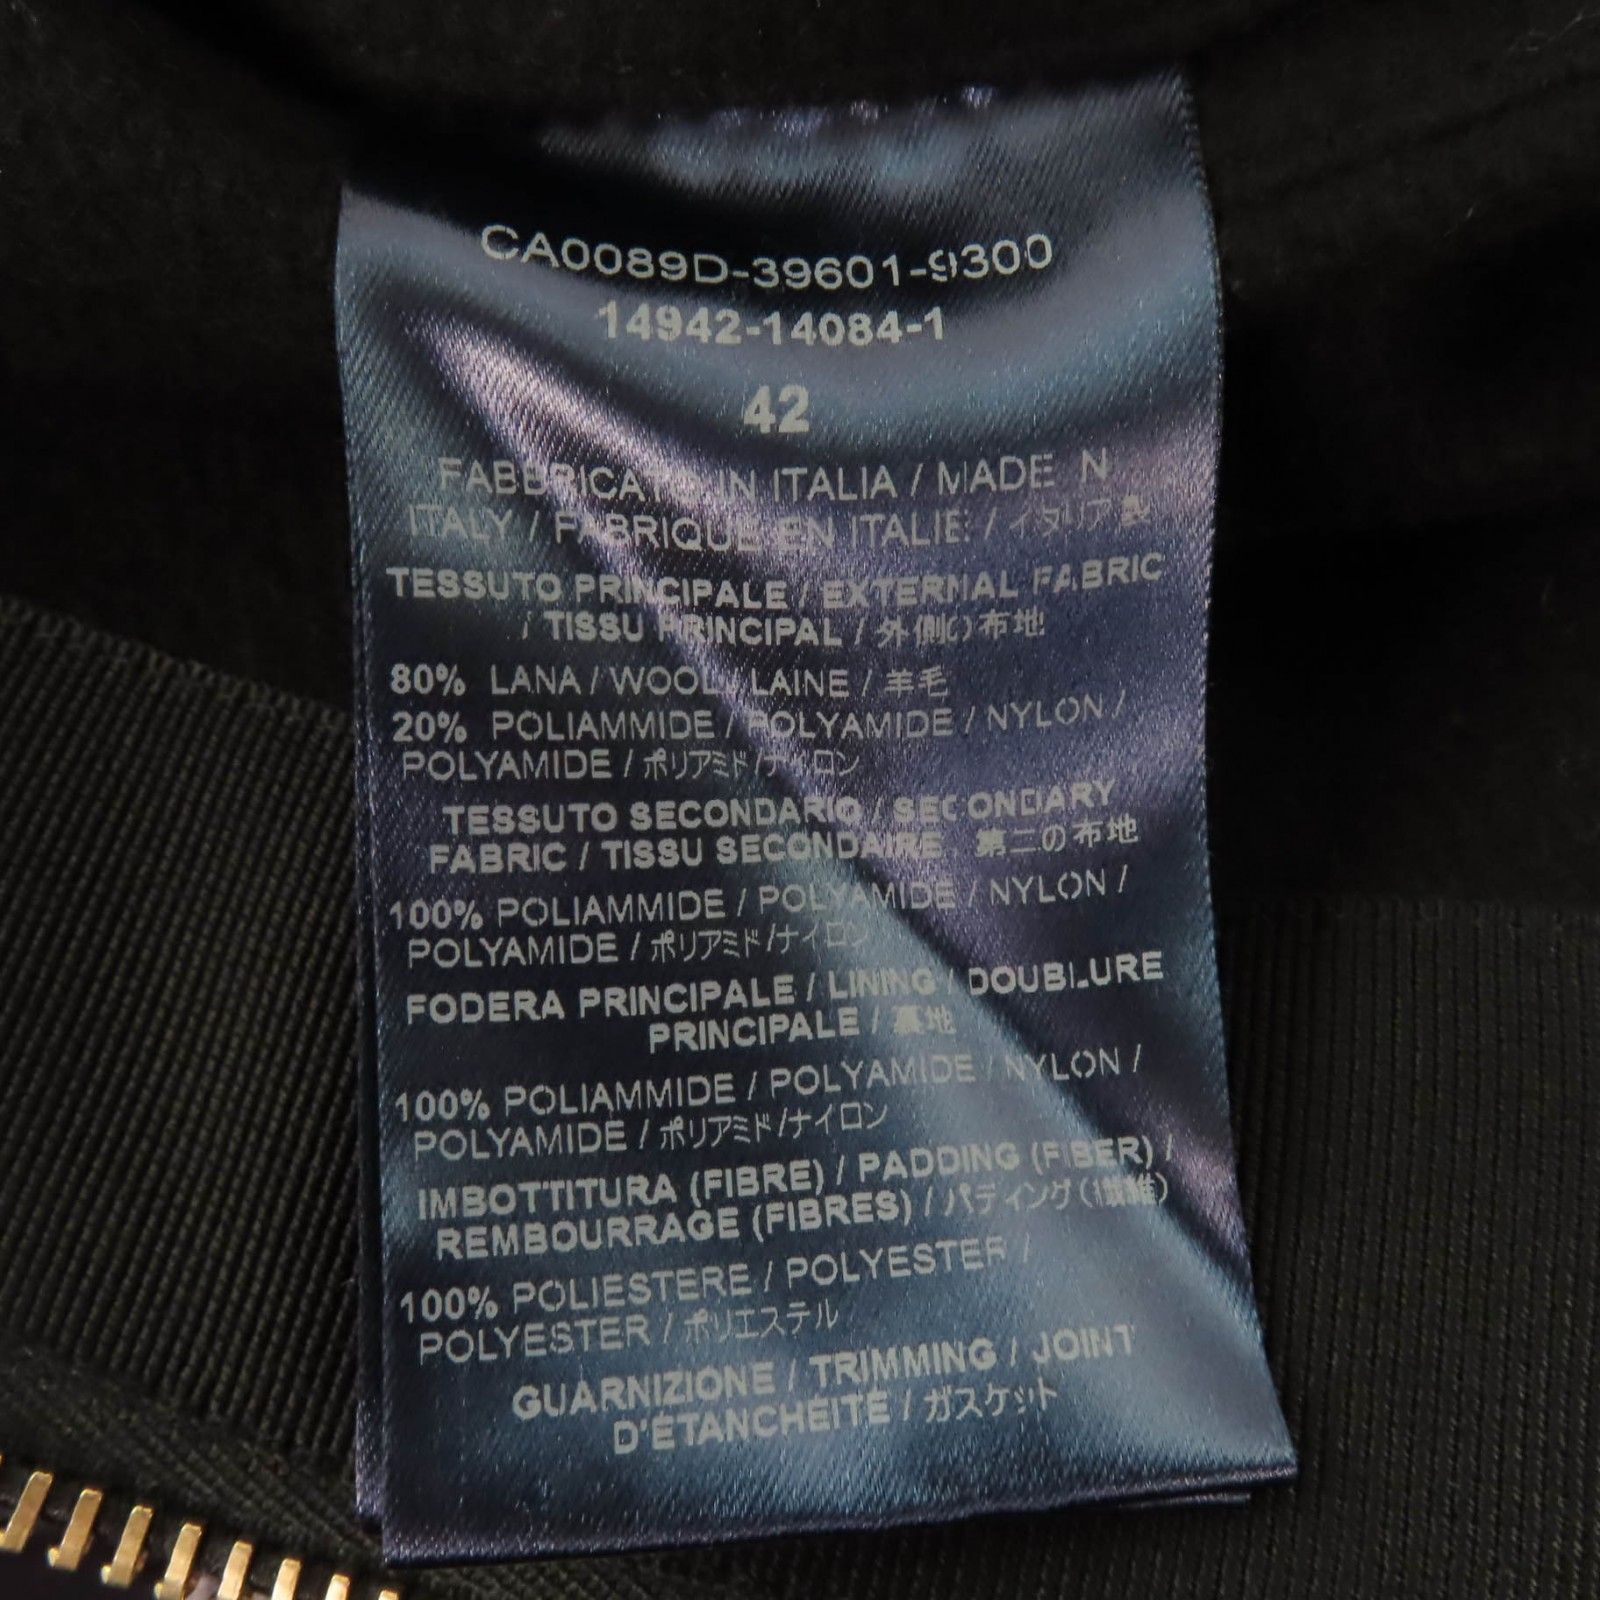 CA0089D-39601-9300
14942-14084-1
42
FABBRICATO IN ITALIA / MADE IN
ITALY / FABRIQUE EN ITALIE / イタリア製
TESSUTO PRINCIPALE / EXTERNAL FABRIC
/ TISSU PRINCIPAL / 外側の布地
80% LANA / WOOL / LAINE / 羊毛
20% POLIAMMIDE / POLYAMIDE / NYLON /
POLYAMIDE / ポリアミド/ナイロン
TESSUTO SECONDARIO / SECONDARY
FABRIC / TISSU SECONDAIRE 第二の布地
100% POLIAMMIDE / POLYAMIDE / NYLON /
POLYAMIDE / ポリアミド/ナイロン
FODERA PRINCIPALE / LINING / DOUBLURE
PRINCIPALE / 裏地
100% POLIAMMIDE / POLYAMIDE / NYLON /
POLYAMIDE / ポリアミド/ナイロン
IMBOTTITURA (FIBRE) / PADDING (FIBER) /
REMBOURRAGE (FIBRES) / パディング(繊維)
100% POLIESTERE / POLYESTER /
POLYESTER / ポリエステル
GUARNIZIONE / TRIMMING / JOINT
D'ÉTANCHEITÉ / ガスケット